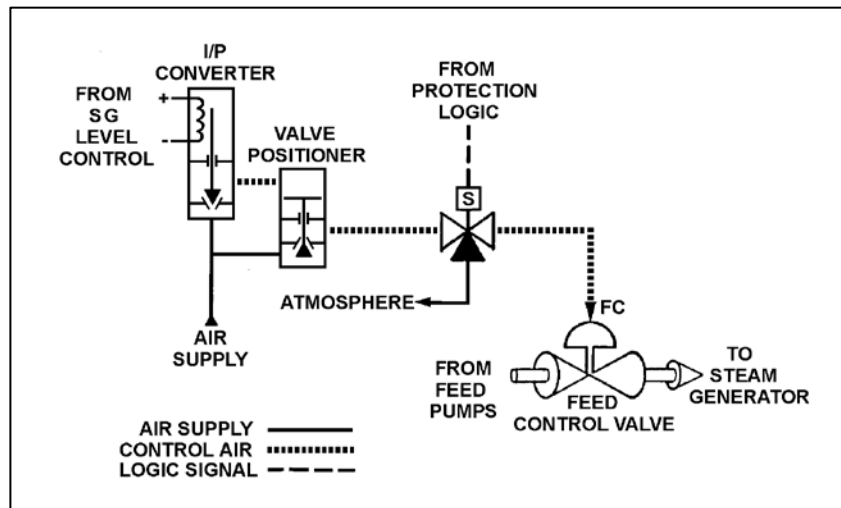 I/P
CONVERTER
FROM
SG
LEVEL
CONTROL
+
-
VALVE
POSITIONER
FROM
PROTECTION
LOGIC
S
ATMOSPHERE
AIR
SUPPLY
FC
FROM
FEED
PUMPS
FEED
CONTROL VALVE
TO
STEAM
GENERATOR
AIR SUPPLY
CONTROL AIR
LOGIC SIGNAL